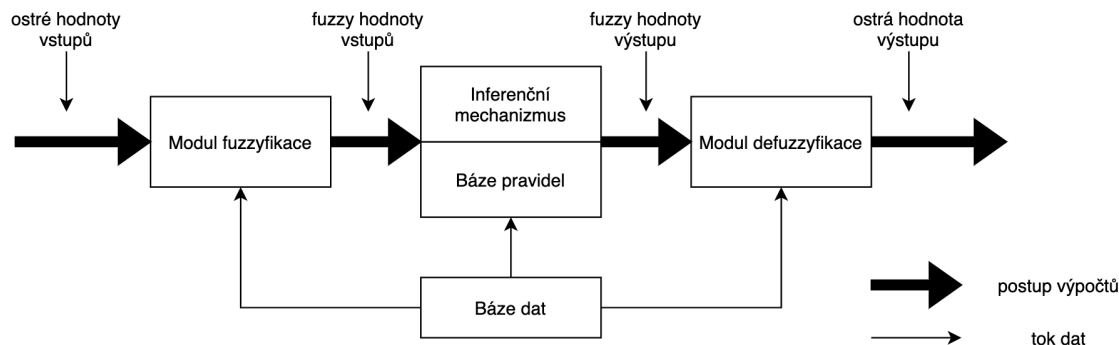 ostré hodnoty
vstupů
fuzzy hodnoty
vstupů
fuzzy hodnoty
výstupu
ostrá hodnota
výstupu
Modul fuzzyfikace
Inferenční
mechanizmus
Báze pravidel
Modul defuzzyfikace
Báze dat
postup výpočtů
tok dat